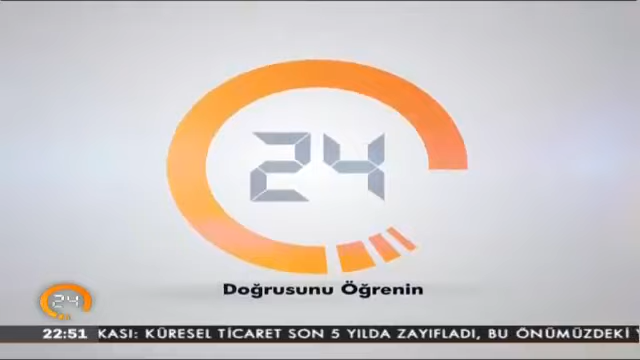 24
Doğrusunu Öğrenin
24
22:51 KASI: KÜRESEL TİCARET SON 5 YILDA ZAYIFLADI, BU ÖNÜMÜZDEKİ